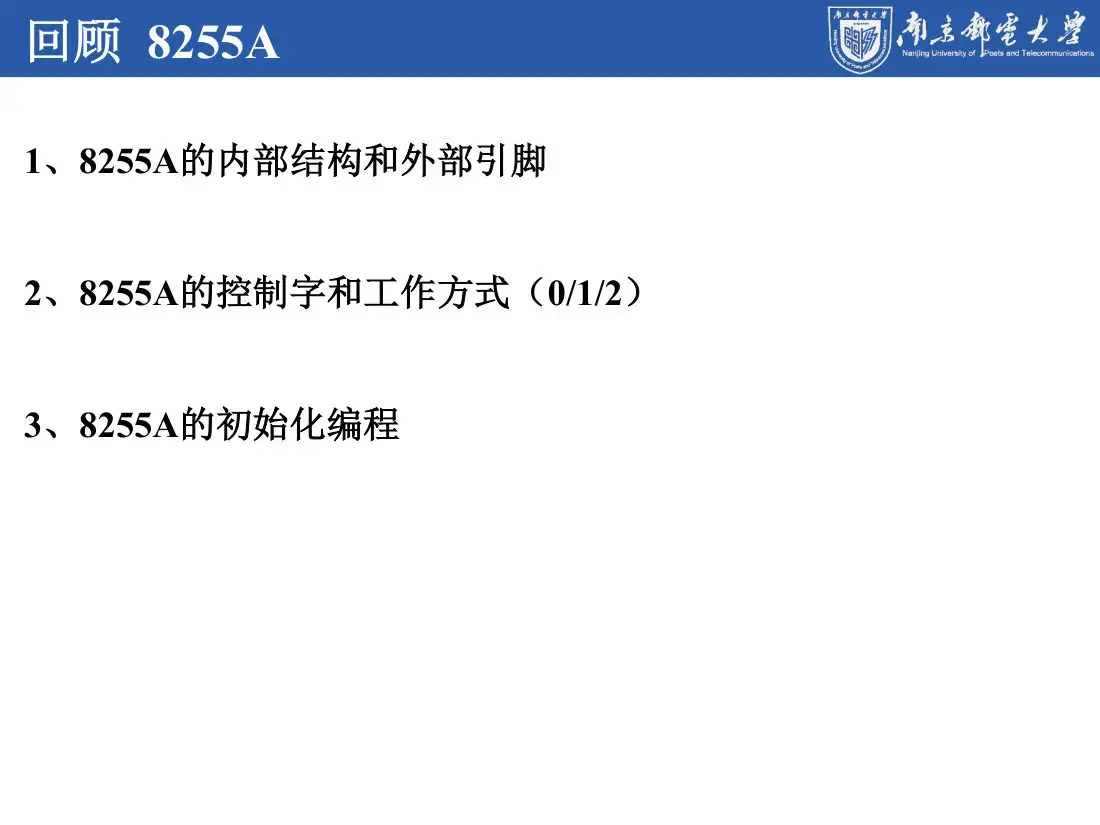 回顾 8255A
南京郵電大學
Nanjing University of Posts and Telecommunications
1、8255A的内部结构和外部引脚
2、8255A的控制字和工作方式（0/1/2）
3、8255A的初始化编程